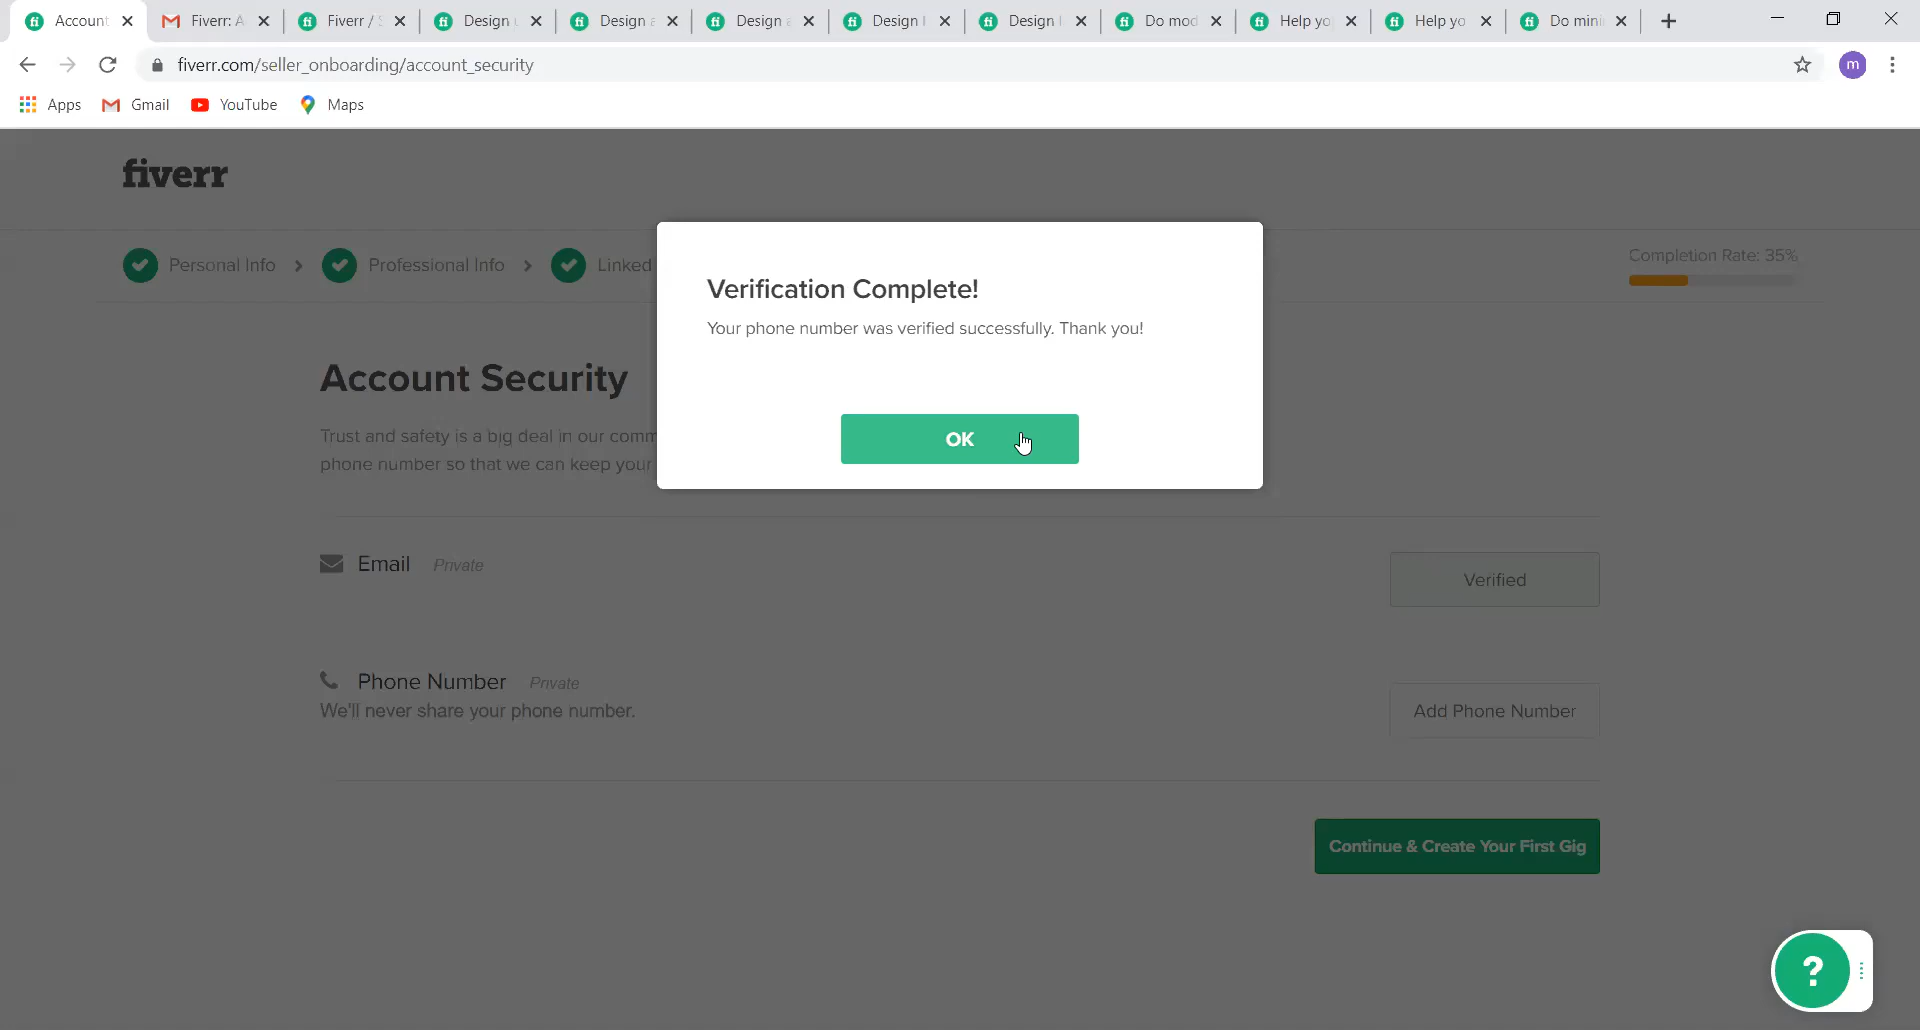 Account
Fiverr: A
Fiverr / S
Design
Design a
Design a
Design
Design
Do mod
Help yo
Help yo
Do mini
fiverr.com/seller_onboarding/account_security
m
Apps
Gmail
YouTube
Maps
fiverr
Personal Info
Professional Info
Linked
Completion Rate: 35%
Verification Complete!
Your phone number was verified successfully. Thank you!
OK
Account Security
Trust and safety is a big deal in our comm
phone number so that we can keep your
Email Private
Verified
Phone Number Private
We'll never share your phone number.
Add Phone Number
Continue & Create Your First Gig
?